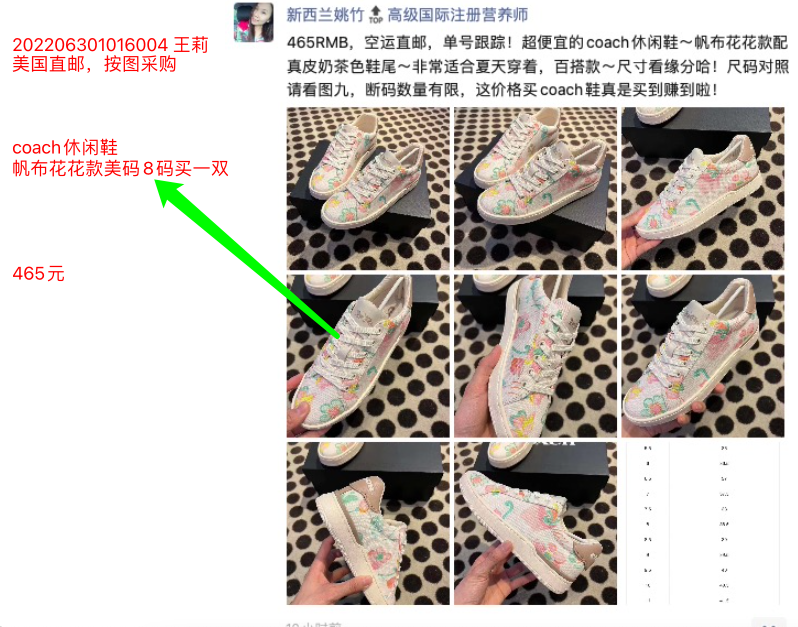 202206301016004 王莉
美国直邮，按图采购
coach休闲鞋
帆布花花款美码8码买一双
465元
新西兰姚竹 TOP 高级国际注册营养师
465RMB，空运直邮，单号跟踪！超便宜的coach休闲鞋～帆布花花款配
真皮奶茶色鞋尾～非常适合夏天穿着，百搭款～尺寸看缘分哈！尺码对照
请看图九，断码数量有限，这价格买coach鞋真是买到赚到啦！